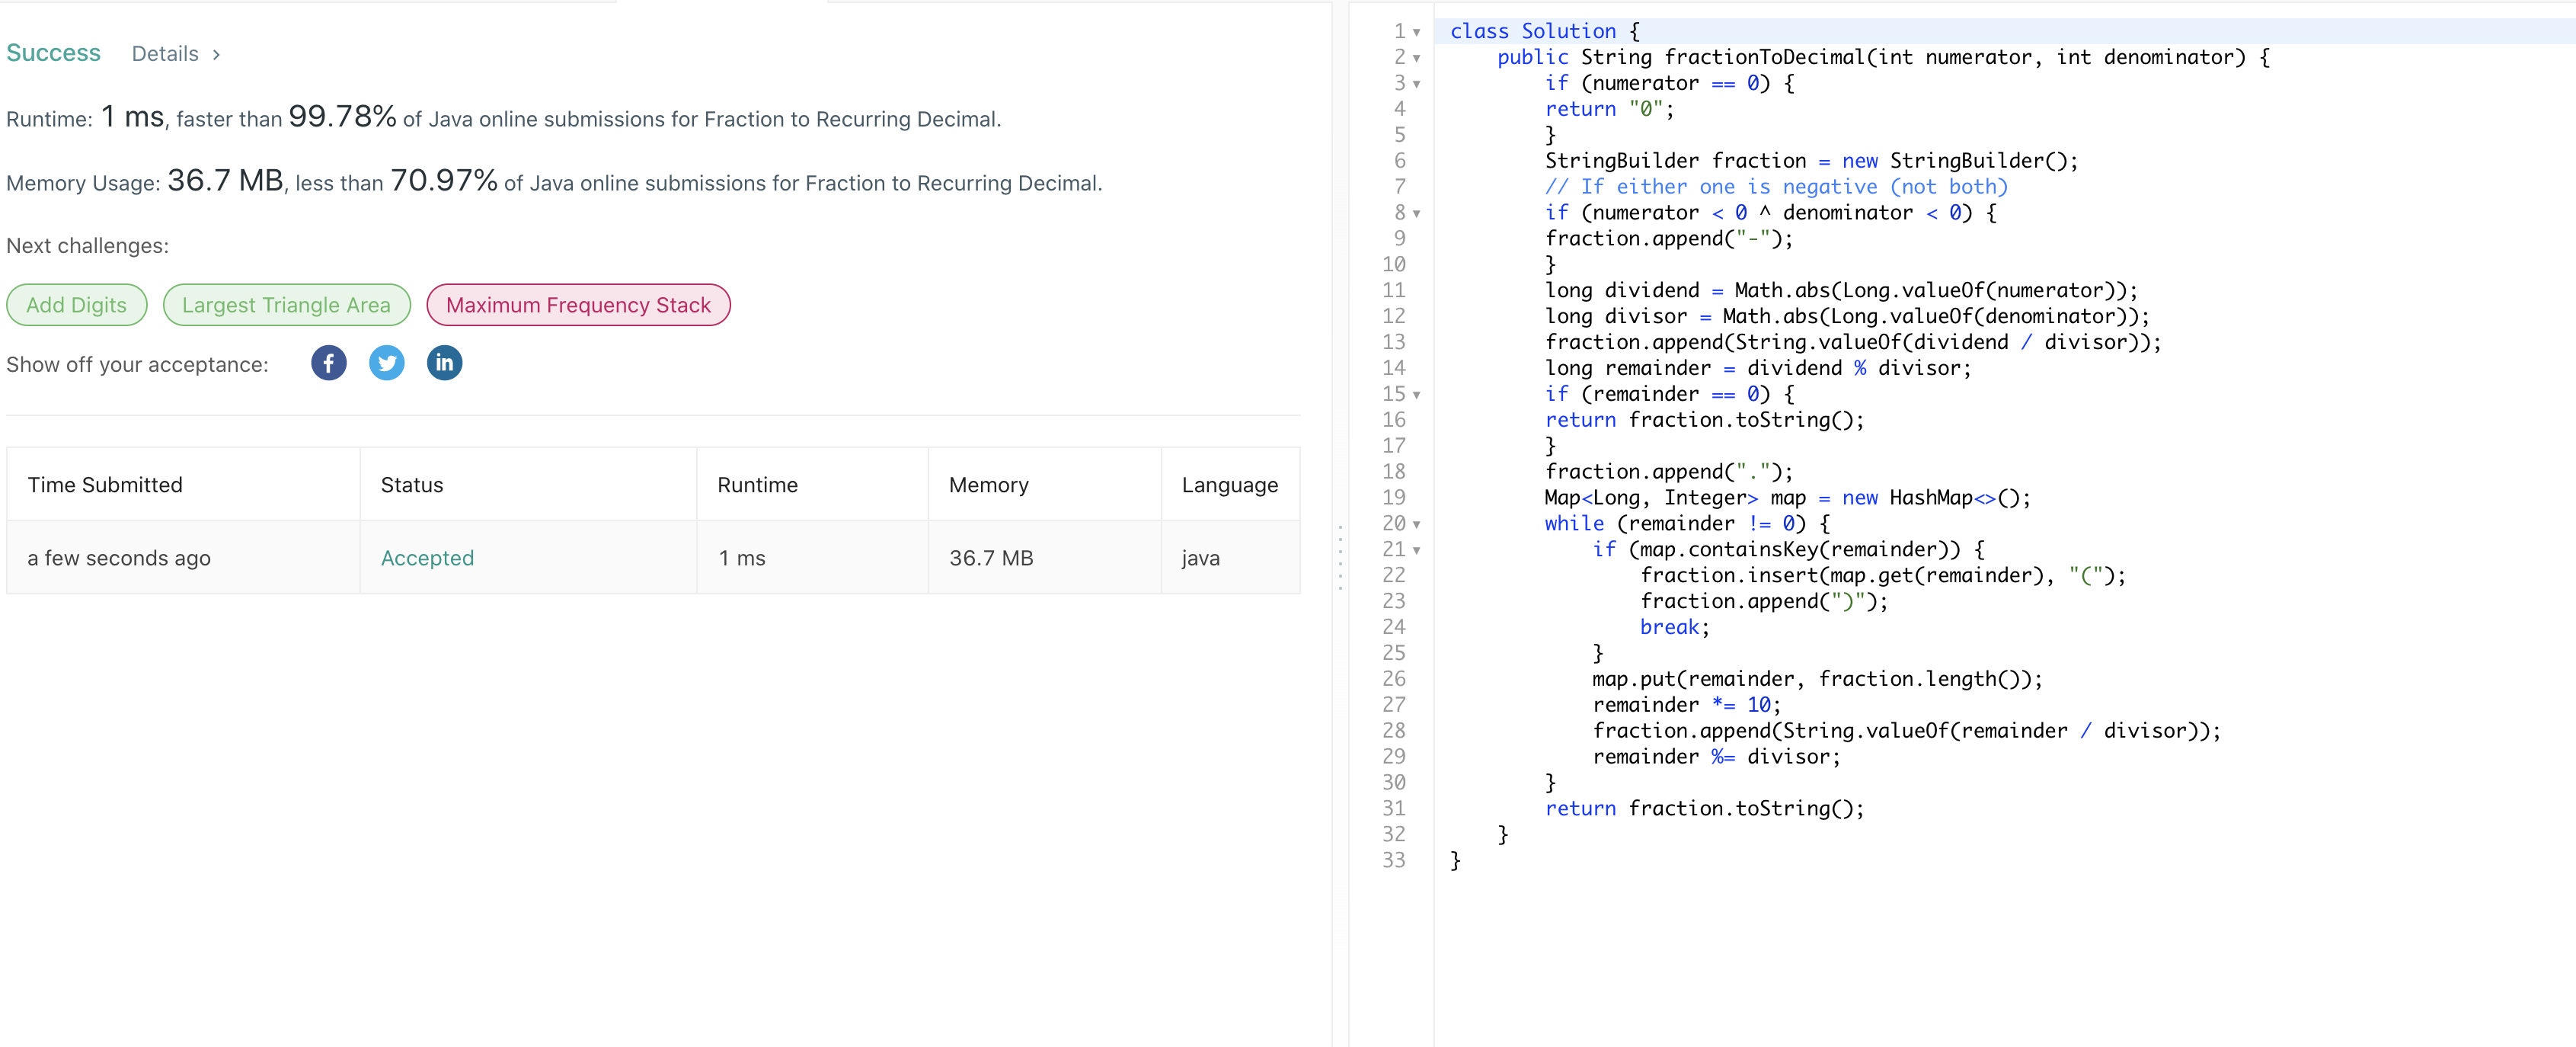 Success Details >
Runtime: 1 ms, faster than 99.78% of Java online submissions for Fraction to Recurring Decimal.
Memory Usage: 36.7 MB, less than 70.97% of Java online submissions for Fraction to Recurring Decimal.
Next challenges:
Add Digits Largest Triangle Area Maximum Frequency Stack
Show off your acceptance: f in
Time Submitted Status Runtime Memory Language
a few seconds ago Accepted 1 ms 36.7 MB java
1 class Solution {
2     public String fractionToDecimal(int numerator, int denominator) {
3         if (numerator == 0) {
4         return "0";
5         }
6         StringBuilder fraction = new StringBuilder();
7         // If either one is negative (not both)
8         if (numerator < 0 ^ denominator < 0) {
9         fraction.append("-");
10         }
11         long dividend = Math.abs(Long.valueOf(numerator));
12         long divisor = Math.abs(Long.valueOf(denominator));
13         fraction.append(String.valueOf(dividend / divisor));
14         long remainder = dividend % divisor;
15         if (remainder == 0) {
16         return fraction.toString();
17         }
18         fraction.append(".");
19         Map<Long, Integer> map = new HashMap<>();
20         while (remainder != 0) {
21             if (map.containsKey(remainder)) {
22                 fraction.insert(map.get(remainder), "(");
23                 fraction.append(")");
24                 break;
25             }
26             map.put(remainder, fraction.length());
27             remainder *= 10;
28             fraction.append(String.valueOf(remainder / divisor));
29             remainder %= divisor;
30         }
31         return fraction.toString();
32     }
33 }